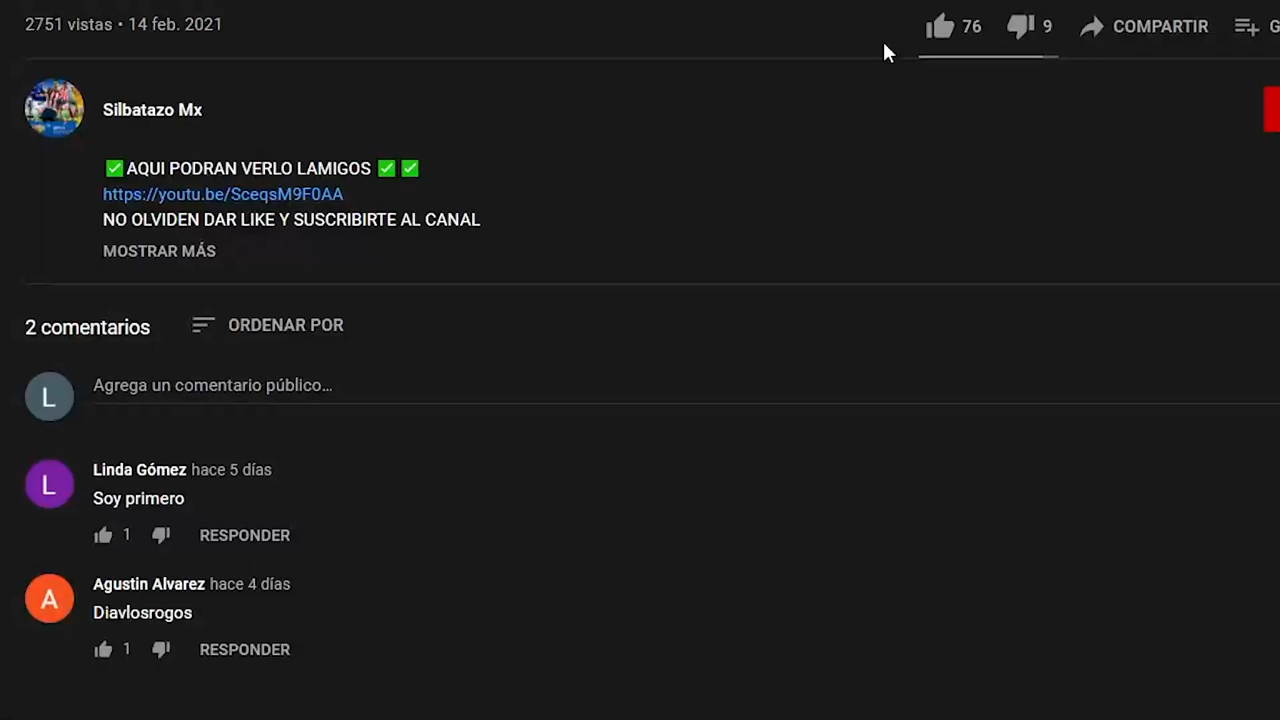 2751 vistas • 14 feb. 2021
76 9 COMPARTIR G
Silbatazo Mx
✅AQUI PODRAN VERLO LAMIGOS ✅ ✅
https://youtu.be/SceqsM9F0AA
NO OLVIDEN DAR LIKE Y SUSCRIBIRTE AL CANAL
MOSTRAR MÁS
2 comentarios ORDENAR POR
L Agrega un comentario público...
L Linda Gómez hace 5 días
Soy primero
1 RESPONDER
A Agustin Alvarez hace 4 días
Diavlosrogos
1 RESPONDER